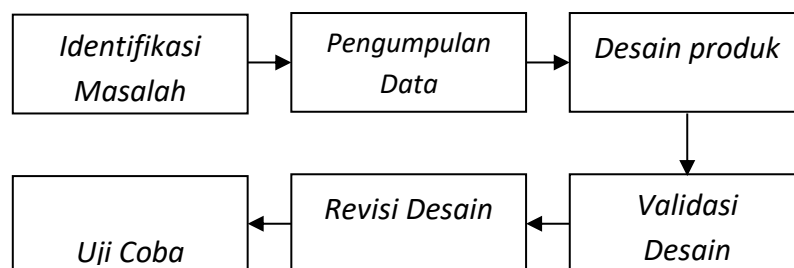 Identifikasi
Masalah
Pengumpulan
Data
Desain produk
Validasi
Desain
Revisi Desain
Uji Coba